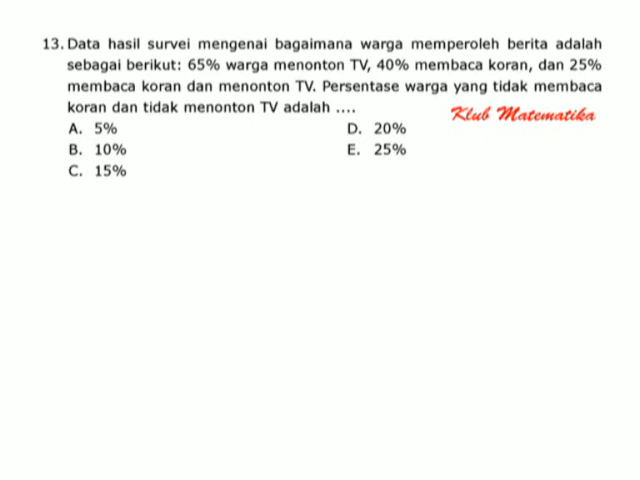 13. Data hasil survei mengenai bagaimana warga memperoleh berita adalah
sebagai berikut: 65% warga menonton TV, 40% membaca koran, dan 25%
membaca koran dan menonton TV. Persentase warga yang tidak membaca
koran dan tidak menonton TV adalah ....
Klub Matematika
A. 5% D. 20%
B. 10% E. 25%
C. 15%